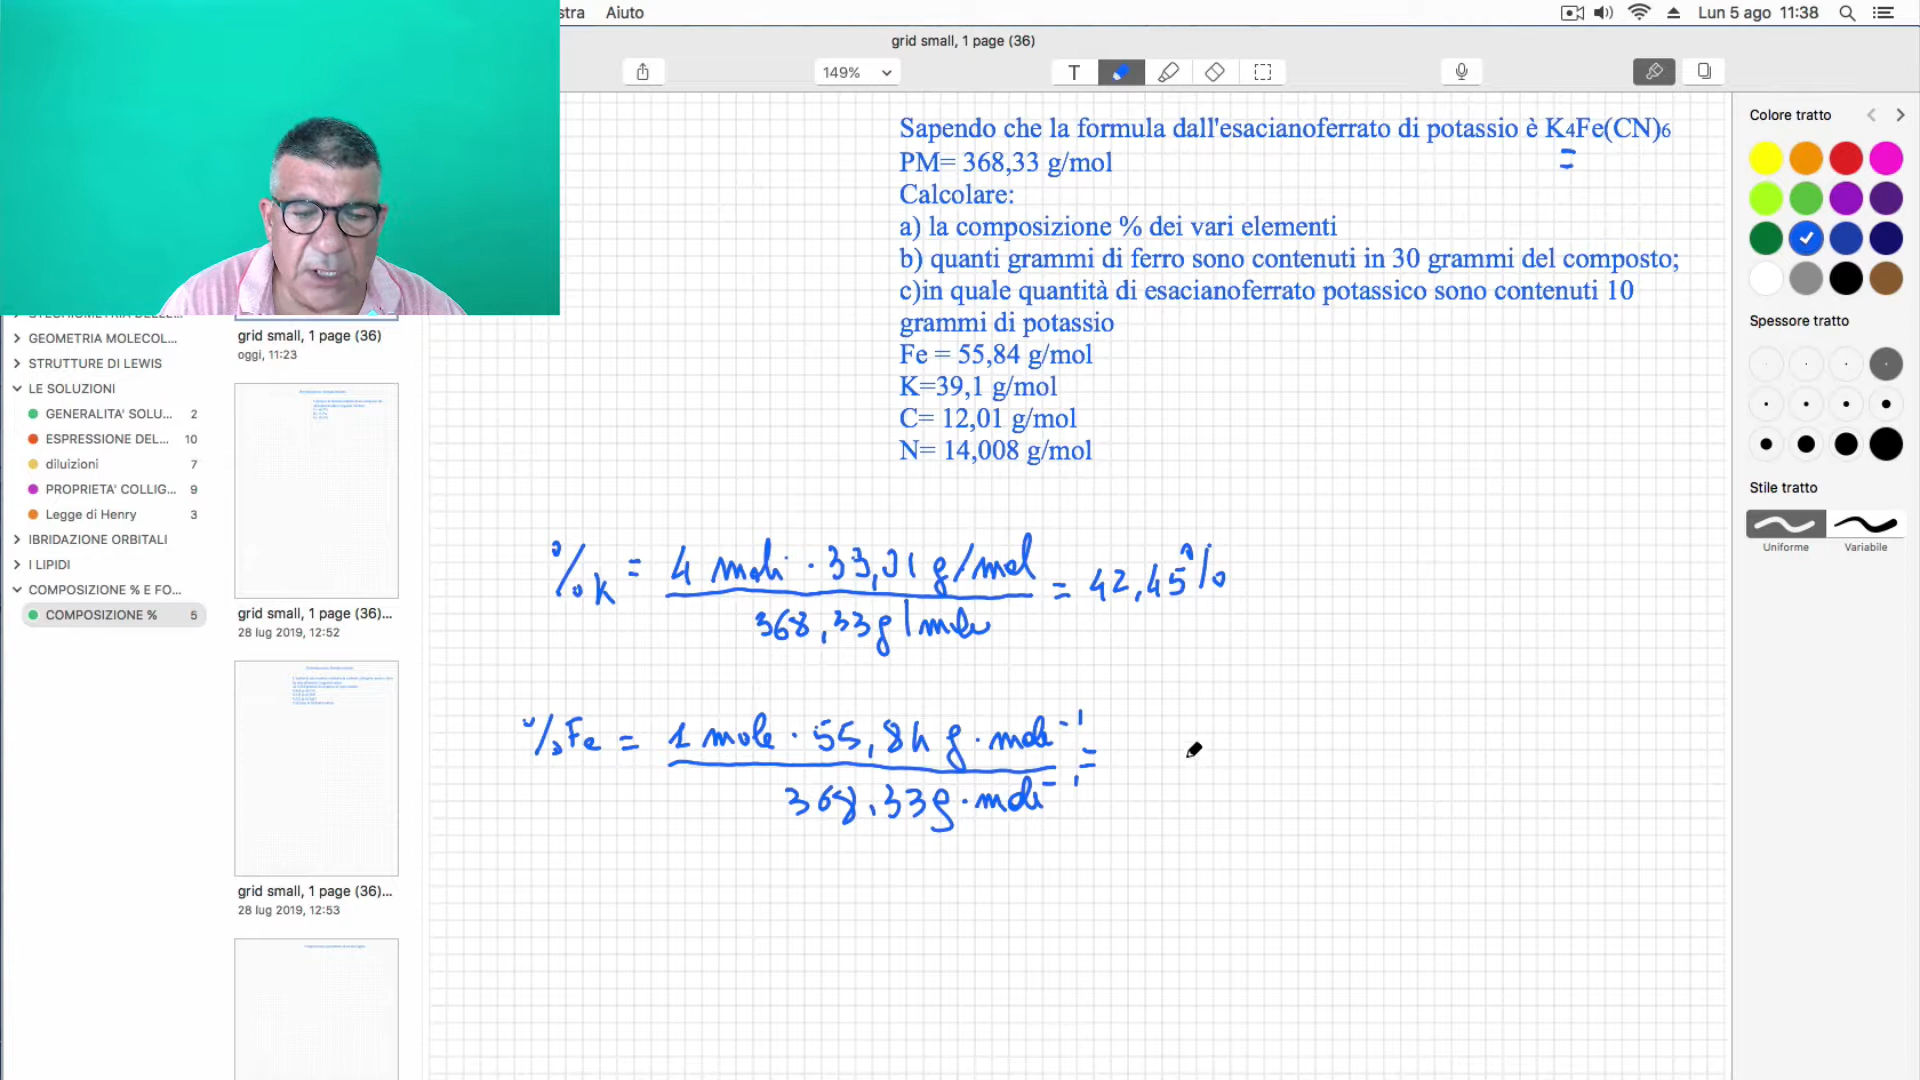 stra Aiuto
Lun 5 ago 11:38
grid small, 1 page (36)
149%
T
STECHIOMETRIA DELLE...
GEOMETRIA MOLECOL...
STRUTTURE DI LEWIS
LE SOLUZIONI
GENERALITA' SOLU... 2
ESPRESSIONE DEL... 10
diluizioni 7
PROPRIETA' COLLIG... 9
Legge di Henry 3
IBRIDAZIONE ORBITALI
I LIPIDI
COMPOSIZIONE % E FO...
COMPOSIZIONE % 5
grid small, 1 page (36)
oggi, 11:23
grid small, 1 page (36)...
28 lug 2019, 12:52
grid small, 1 page (36)...
28 lug 2019, 12:53
Sapendo che la formula dall'esacianoferrato di potassio è K4Fe(CN)6
PM= 368,33 g/mol
Calcolare:
a) la composizione % dei vari elementi
b) quanti grammi di ferro sono contenuti in 30 grammi del composto;
c)in quale quantità di esacianoferrato potassico sono contenuti 10
grammi di potassio
Fe = 55,84 g/mol
K=39,1 g/mol
C= 12,01 g/mol
N= 14,008 g/mol
% K = 4 moli · 39,01 g/mol = 42,45%
368,33 g/mole
% Fe = 1 mole · 55,84 g · mole⁻¹ =
368,33 g · mole⁻¹
Colore tratto
Spessore tratto
Stile tratto
Uniforme Variabile